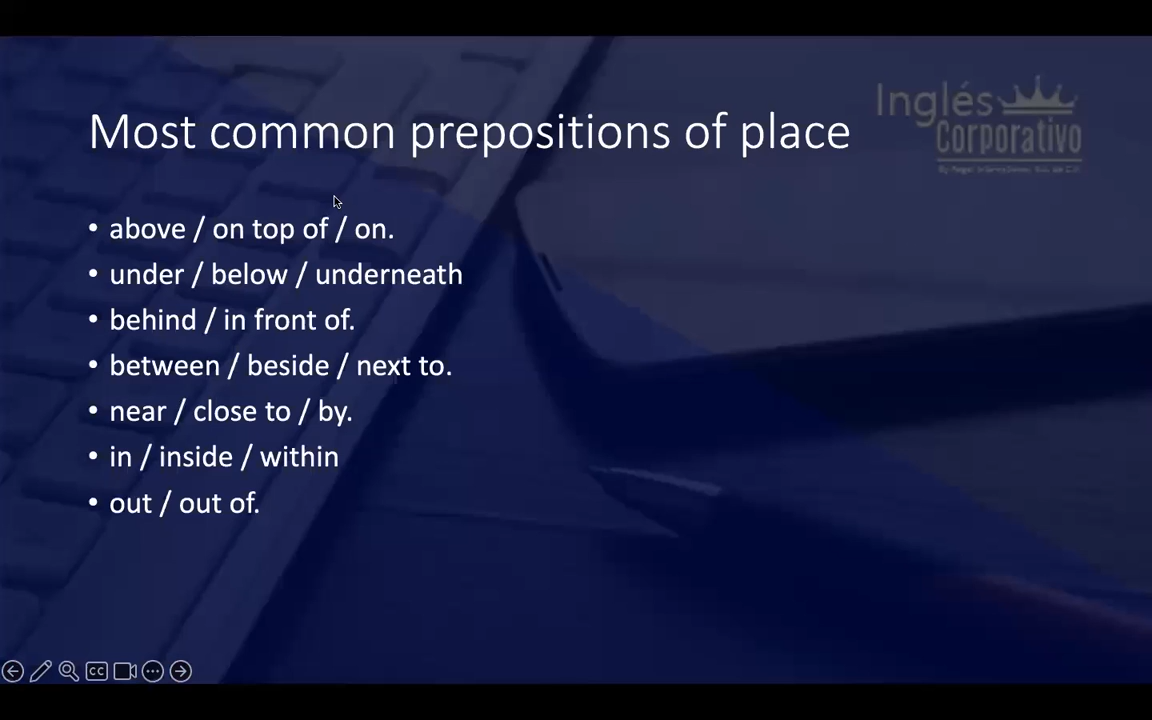 Inglés
Corporativo
Most common prepositions of place
• above / on top of / on.
• under / below / underneath
• behind / in front of.
• between / beside / next to.
• near / close to / by.
• in / inside / within
• out / out of.
CC